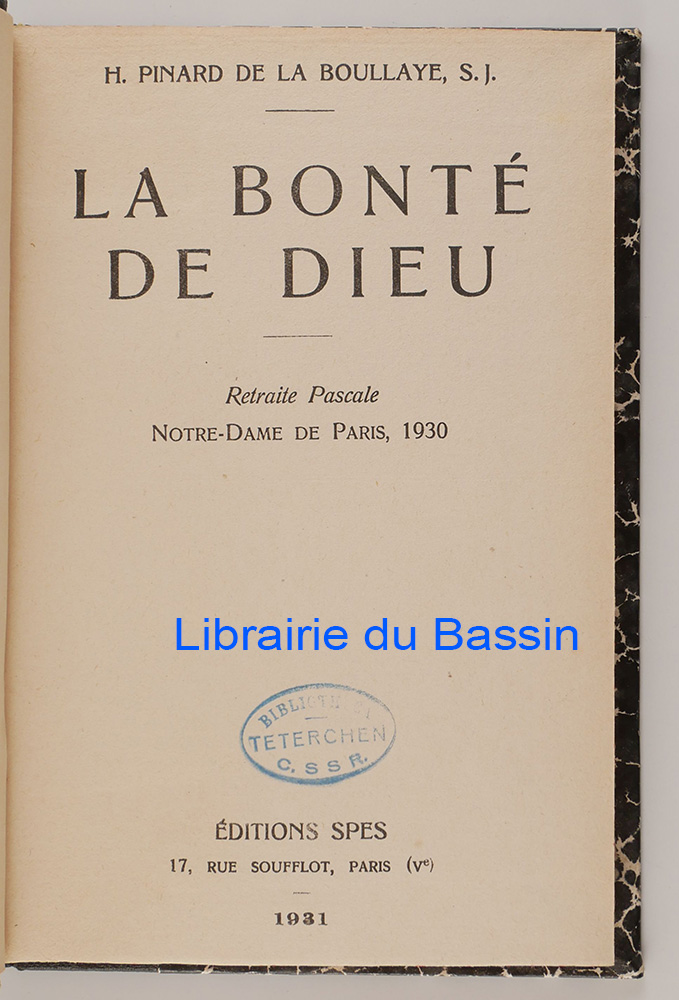 H. PINARD DE LA BOULLAYE, S. J.
LA BONTÉ
DE DIEU
Retraite Pascale
NOTRE-DAME DE PARIS, 1930
Librairie du Bassin
TETERCHEN
C. SS R.
ÉDITIONS SPES
17, RUE SOUFFLOT, PARIS (Vᵉ)
1931